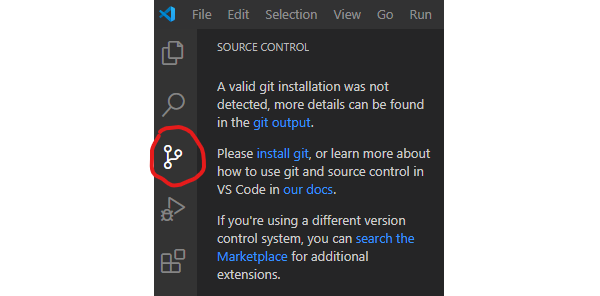 File Edit Selection View Go Run
SOURCE CONTROL
A valid git installation was not
detected, more details can be found
in the git output.
Please install git, or learn more about
how to use git and source control in
VS Code in our docs.
If you're using a different version
control system, you can search the
Marketplace for additional
extensions.